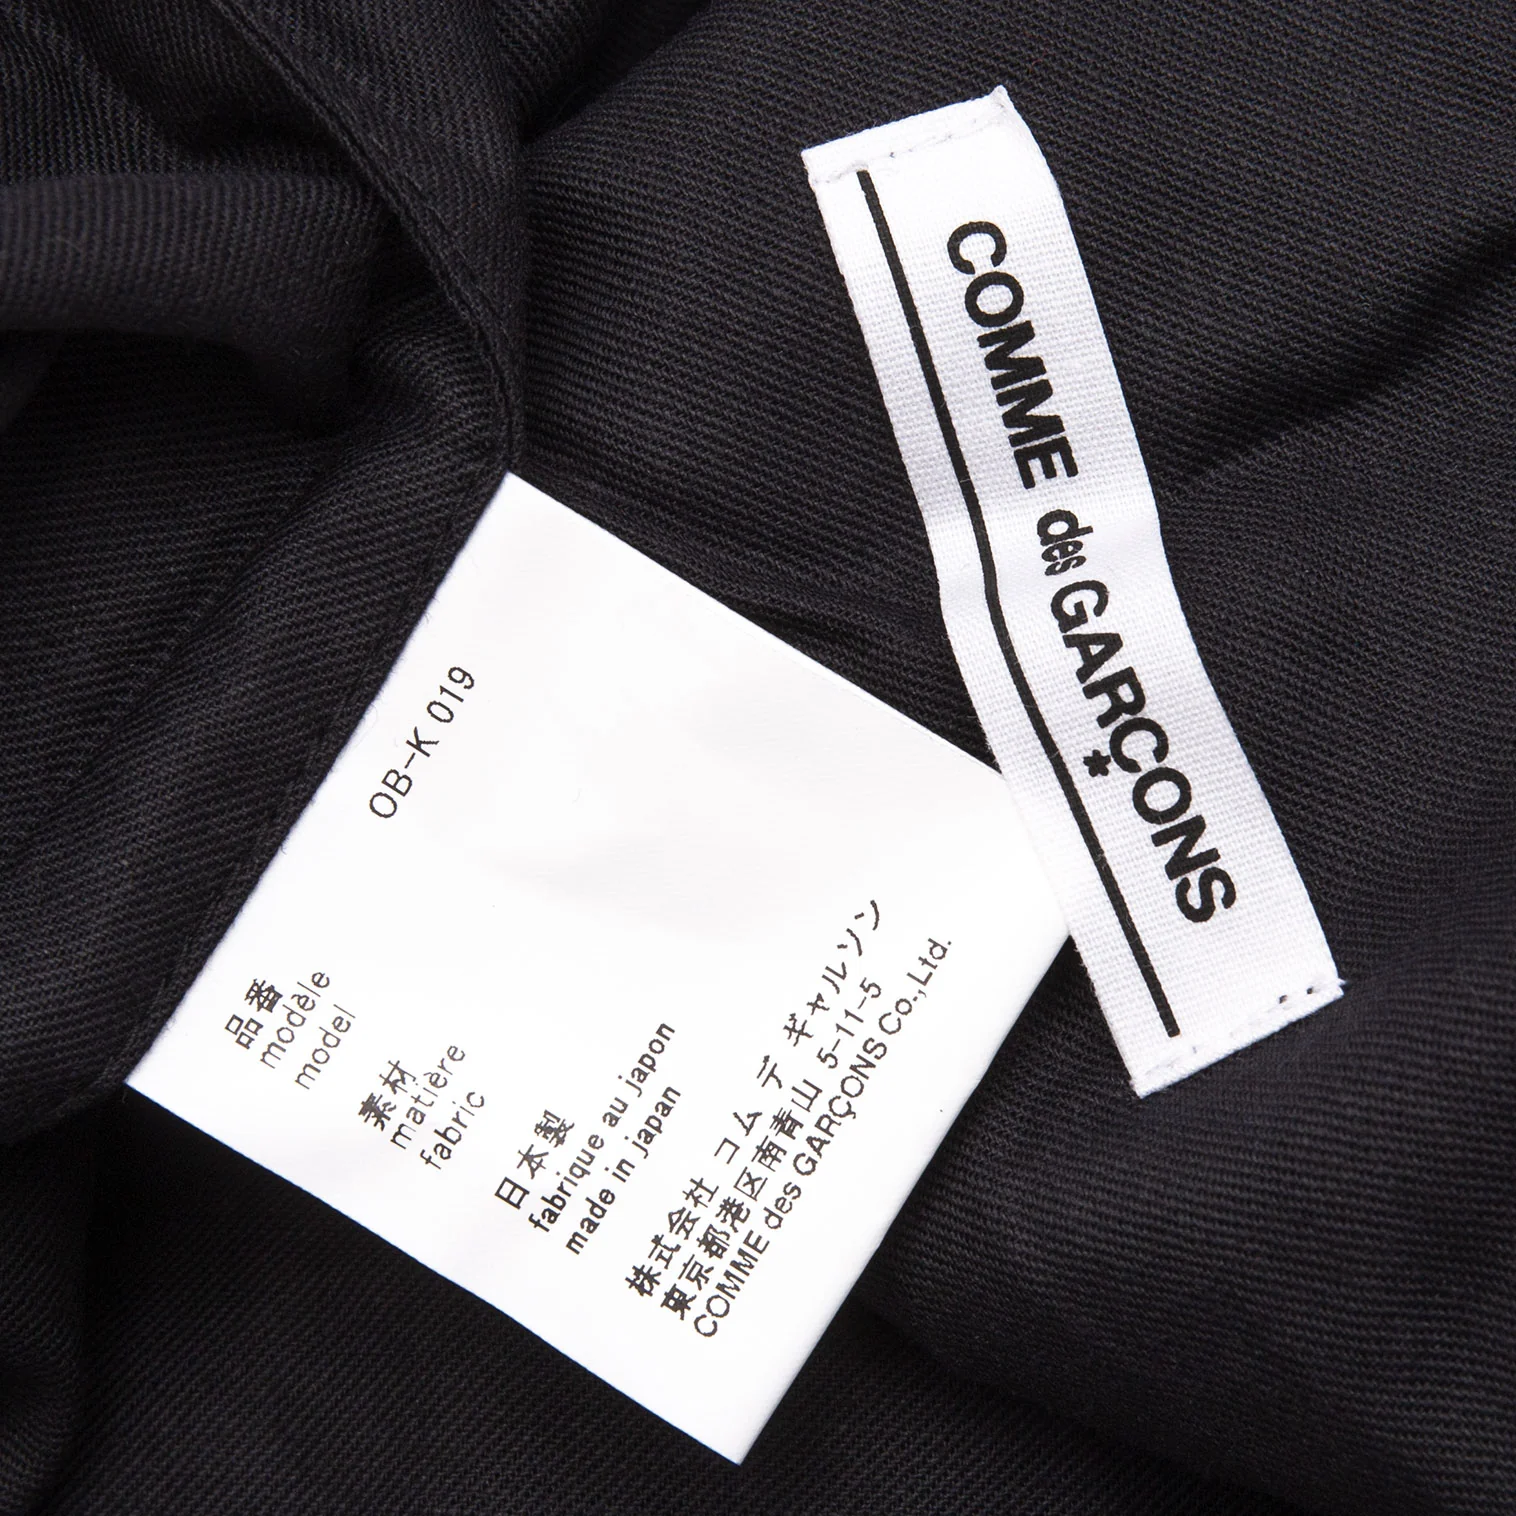 COMME des GARÇONS
★
OB-K 019
品番
modèle
model
素材
matière
fabric
日本製
fabrique au japon
made in japan
株式会社 コム デ ギャルソン
東京都港区南青山 5-11-5
COMME des GARÇONS Co.,Ltd.